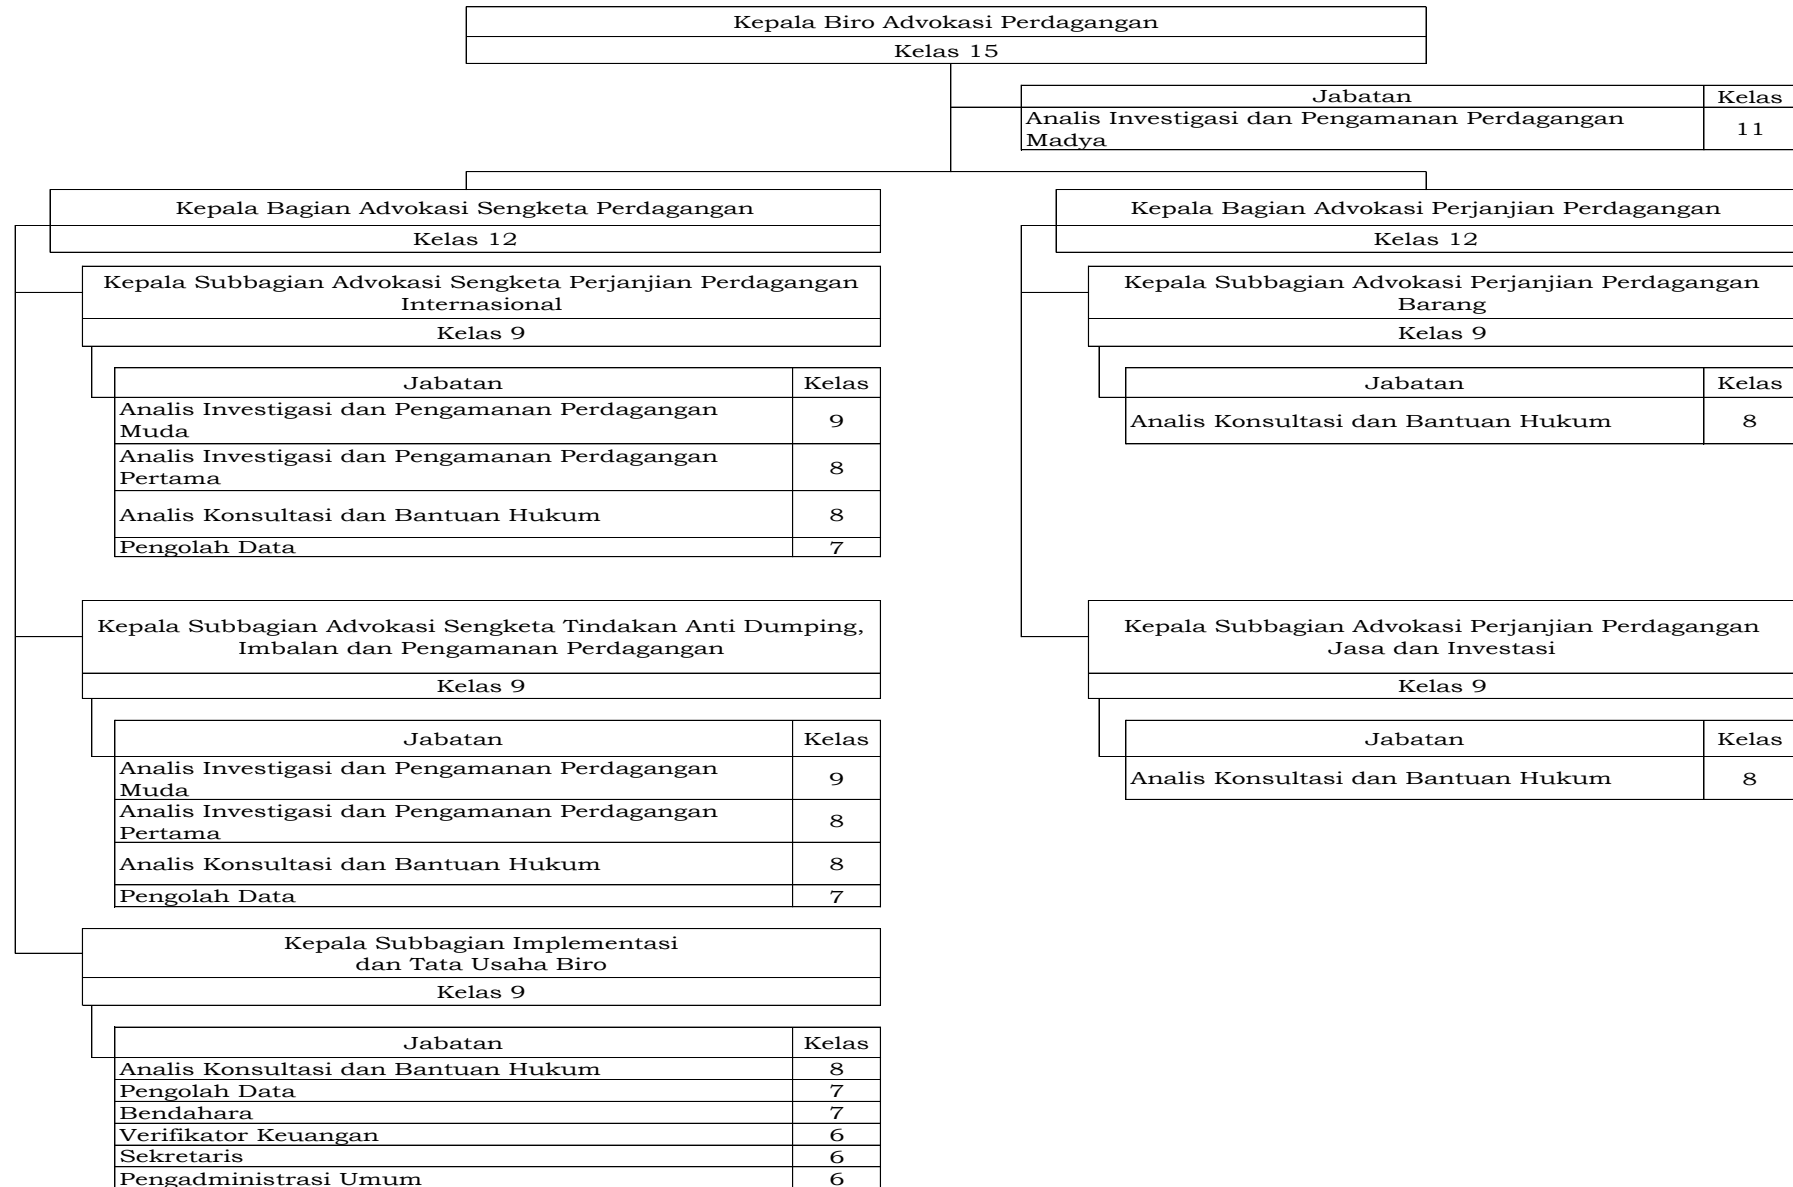 Kepala Biro Advokasi Perdagangan
Kelas 15
Jabatan Kelas
Analis Investigasi dan Pengamanan Perdagangan
Madya
11
Kepala Bagian Advokasi Sengketa Perdagangan
Kelas 12
Kepala Subbagian Advokasi Sengketa Perjanjian Perdagangan
Internasional
Kelas 9
Jabatan Kelas
Analis Investigasi dan Pengamanan Perdagangan
Muda
9
Analis Investigasi dan Pengamanan Perdagangan
Pertama
8
Analis Konsultasi dan Bantuan Hukum 8
Pengolah Data 7
Kepala Subbagian Advokasi Sengketa Tindakan Anti Dumping,
Imbalan dan Pengamanan Perdagangan
Kelas 9
Jabatan Kelas
Analis Investigasi dan Pengamanan Perdagangan
Muda
9
Analis Investigasi dan Pengamanan Perdagangan
Pertama
8
Analis Konsultasi dan Bantuan Hukum 8
Pengolah Data 7
Kepala Subbagian Implementasi
dan Tata Usaha Biro
Kelas 9
Jabatan Kelas
Analis Konsultasi dan Bantuan Hukum 8
Pengolah Data 7
Bendahara 7
Verifikator Keuangan 6
Sekretaris 6
Pengadministrasi Umum 6
Kepala Bagian Advokasi Perjanjian Perdagangan
Kelas 12
Kepala Subbagian Advokasi Perjanjian Perdagangan
Barang
Kelas 9
Jabatan Kelas
Analis Konsultasi dan Bantuan Hukum 8
Kepala Subbagian Advokasi Perjanjian Perdagangan
Jasa dan Investasi
Kelas 9
Jabatan Kelas
Analis Konsultasi dan Bantuan Hukum 8